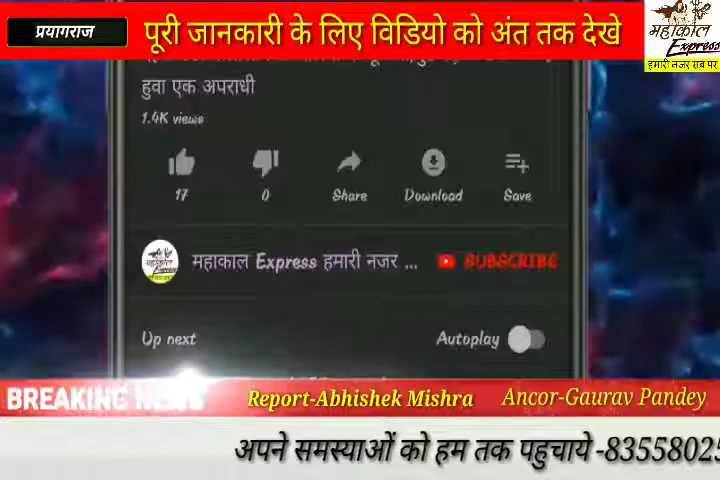 प्रयागराज
पूरी जानकारी के लिए विडियो को अंत तक देखे
महाकाल
Express
हमारी नजर सब पर
हुवा एक अपराधी
1.4K views
17
0
Share
Download
Save
महाकाल Express हमारी नजर ...
SUBSCRIBE
Up next
Autoplay
BREAKING
Report-Abhishek Mishra
Ancor-Gaurav Pandey
अपने समस्याओं को हम तक पहुचाये -83558025